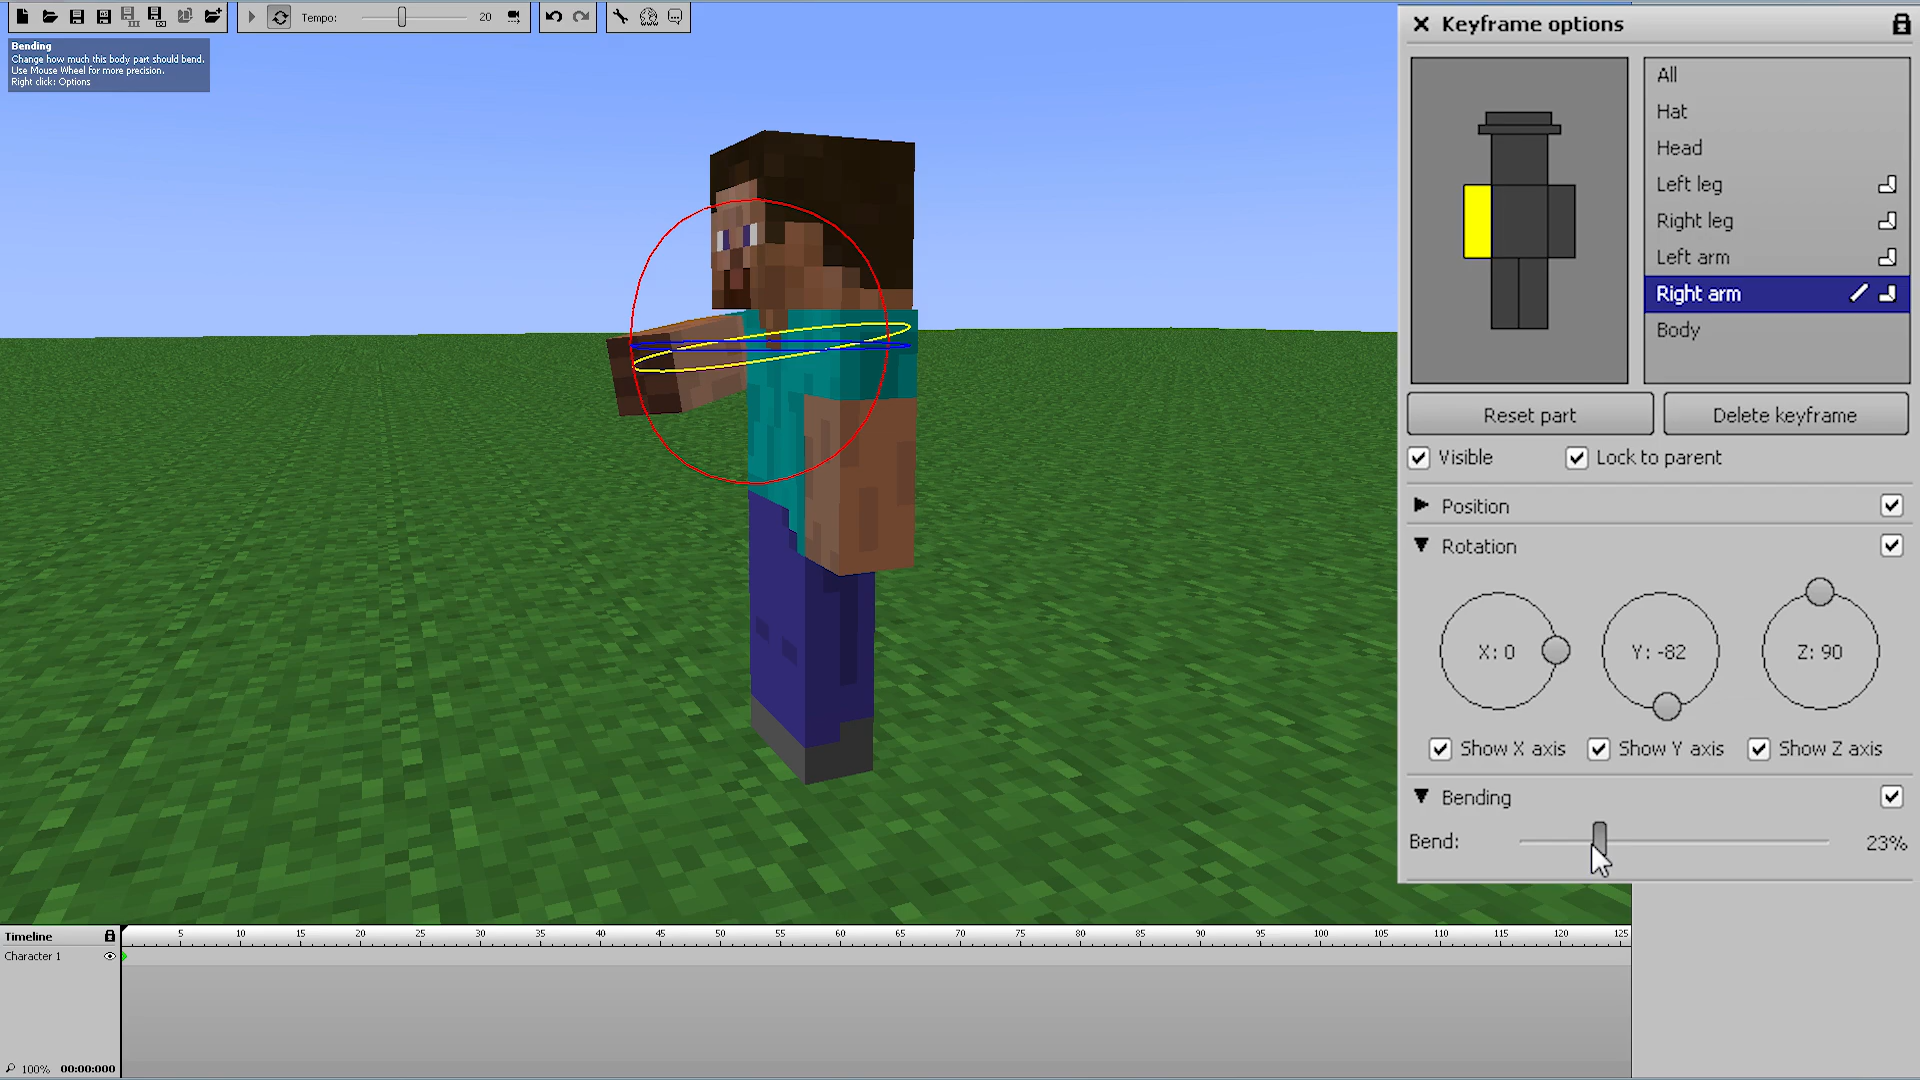 Tempo:
20
Bending
Change how much this body part should bend.
Use Mouse Wheel for more precision.
Right click: Options
Keyframe options
All
Hat
Head
Left leg
Right leg
Left arm
Right arm
Body
Reset part
Delete keyframe
Visible
Lock to parent
Position
Rotation
X: 0
Y: -82
Z: 90
Show X axis
Show Y axis
Show Z axis
Bending
Bend:
23%
Timeline
5 10 15 20 25 30 35 40 45 50 55 60 65 70 75 80 85 90 95 100 105 110 115 120 125
Character 1
100% 00:00:000